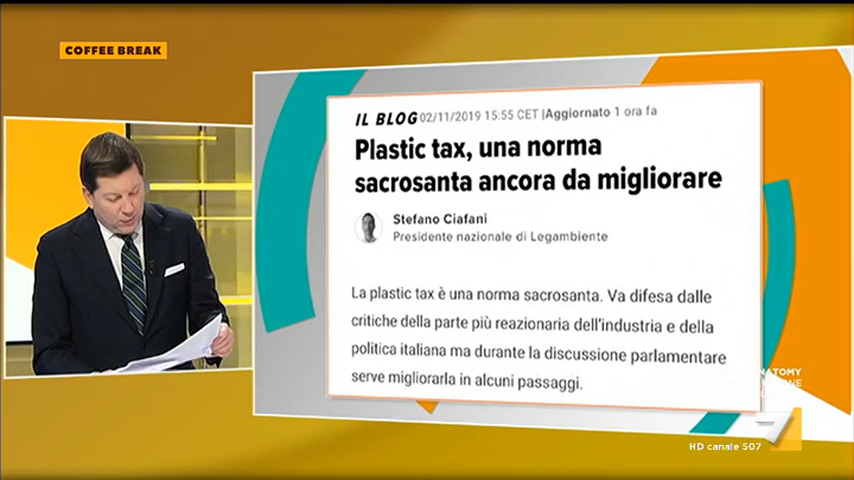 COFFEE BREAK
IL BLOG 02/11/2019 15:55 CET |Aggiornato 1 ora fa
Plastic tax, una norma
sacrosanta ancora da migliorare
Stefano Ciafani
Presidente nazionale di Legambiente
La plastic tax è una norma sacrosanta. Va difesa dalle
critiche della parte più reazionaria dell'industria e della
politica italiana ma durante la discussione parlamentare
serve migliorarla in alcuni passaggi.
NATOMY
HD canale 507